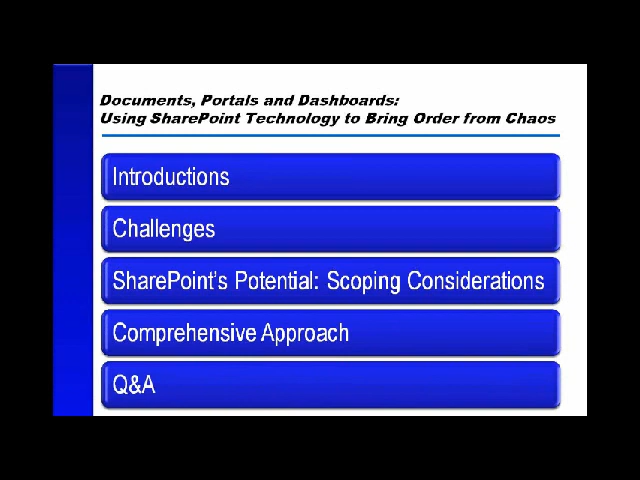 Documents, Portals and Dashboards:
Using SharePoint Technology to Bring Order from Chaos
Introductions
Challenges
SharePoint's Potential: Scoping Considerations
Comprehensive Approach
Q&A